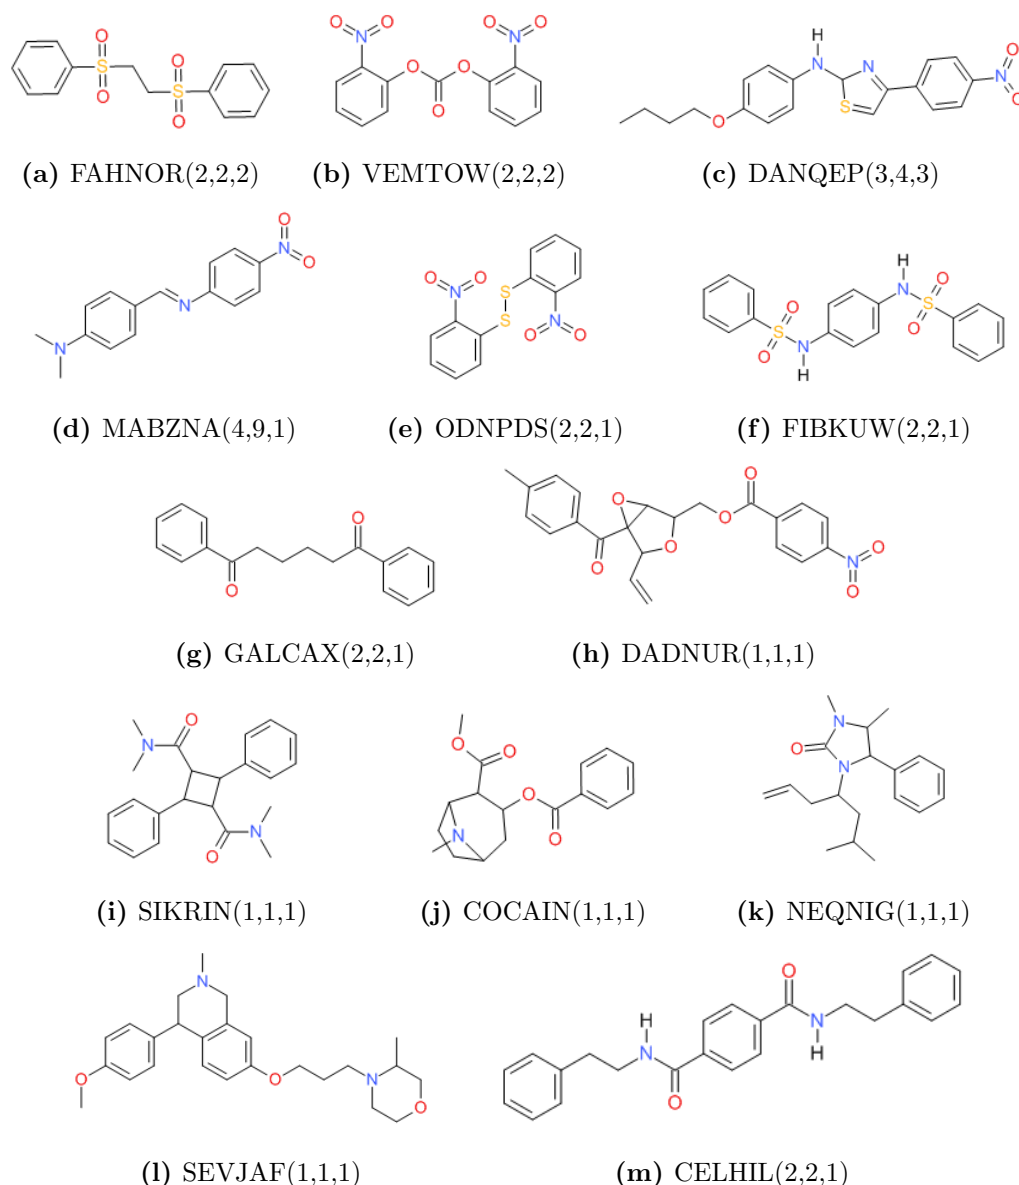 (a) FAHNOR(2,2,2)
(b) VEMTOW(2,2,2)
(c) DANQEP(3,4,3)
(d) MABZNA(4,9,1)
(e) ODNPDS(2,2,1)
(f) FIBKUW(2,2,1)
(g) GALCAX(2,2,1)
(h) DADNUR(1,1,1)
(i) SIKRIN(1,1,1)
(j) COCAIN(1,1,1)
(k) NEQNIG(1,1,1)
(l) SEVJAF(1,1,1)
(m) CELHIL(2,2,1)